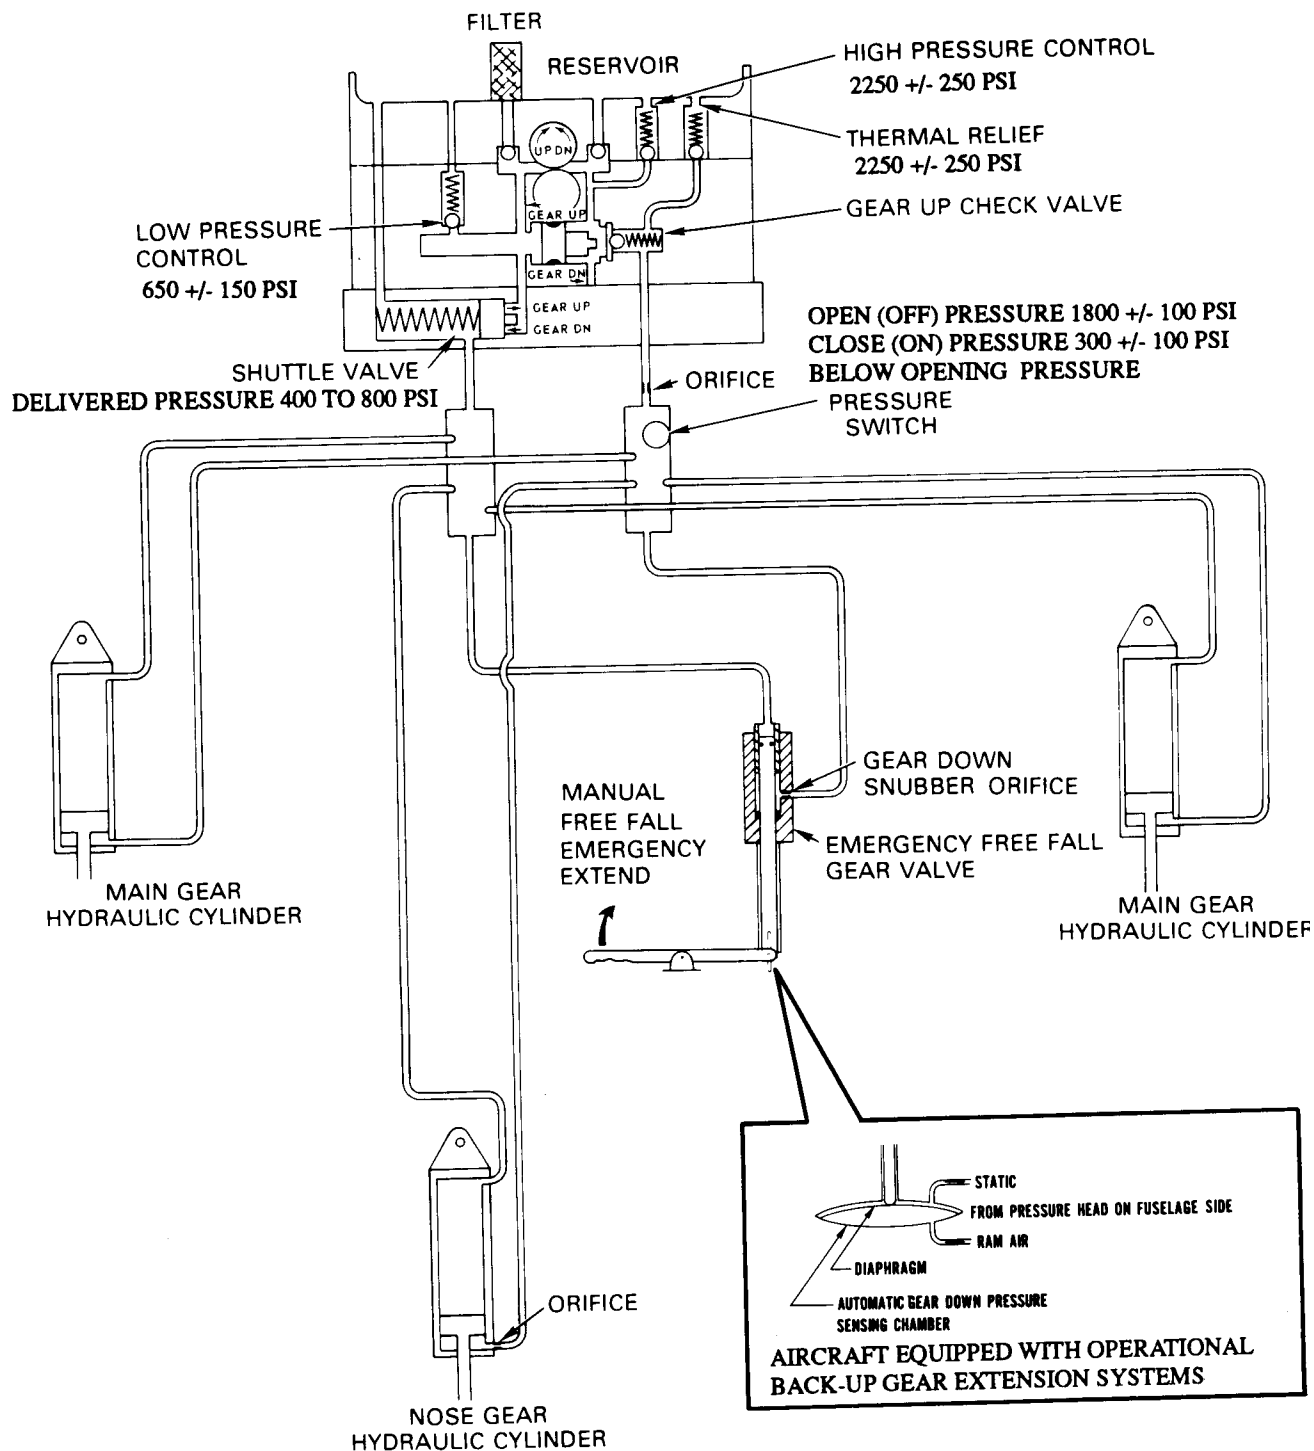 FILTER
RESERVOIR
HIGH PRESSURE CONTROL
2250 +/- 250 PSI
THERMAL RELIEF
2250 +/- 250 PSI
UP DN
GEAR UP CHECK VALVE
GEAR UP
LOW PRESSURE
CONTROL
650 +/- 150 PSI
GEAR DN
GEAR UP
GEAR DN
OPEN (OFF) PRESSURE 1800 +/- 100 PSI
CLOSE (ON) PRESSURE 300 +/- 100 PSI
BELOW OPENING PRESSURE
SHUTTLE VALVE
DELIVERED PRESSURE 400 TO 800 PSI
ORIFICE
PRESSURE
SWITCH
GEAR DOWN
SNUBBER ORIFICE
MANUAL
FREE FALL
EMERGENCY
EXTEND
EMERGENCY FREE FALL
GEAR VALVE
MAIN GEAR
HYDRAULIC CYLINDER
MAIN GEAR
HYDRAULIC CYLINDER
STATIC
FROM PRESSURE HEAD ON FUSELAGE SIDE
RAM AIR
DIAPHRAGM
AUTOMATIC GEAR DOWN PRESSURE
SENSING CHAMBER
AIRCRAFT EQUIPPED WITH OPERATIONAL
BACK-UP GEAR EXTENSION SYSTEMS
ORIFICE
NOSE GEAR
HYDRAULIC CYLINDER